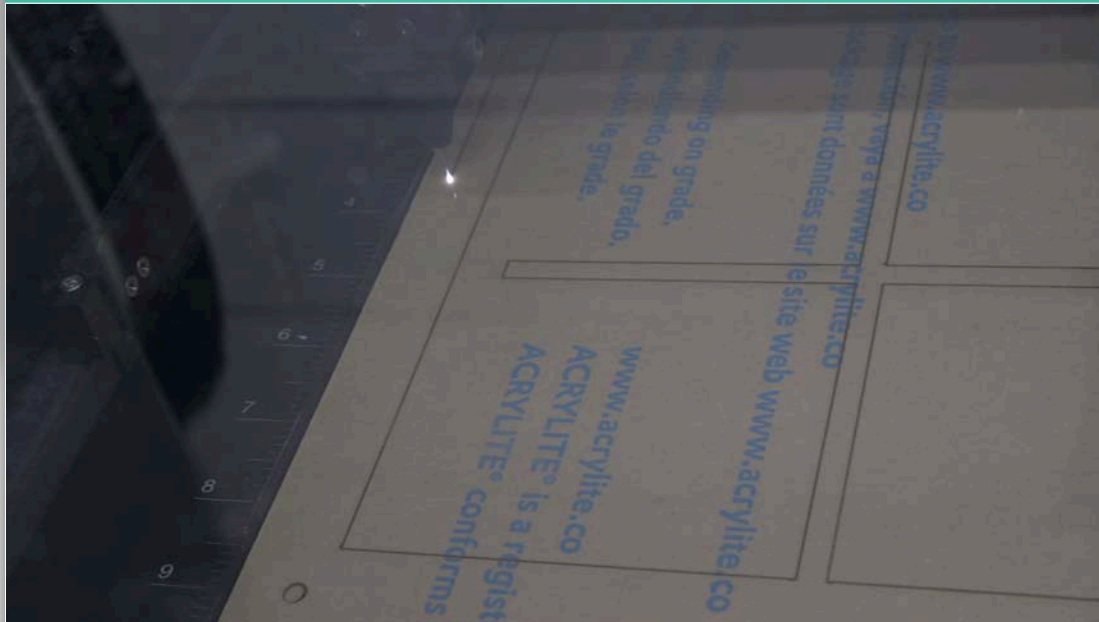 depending on grade.
dependiendo del grado.
selon le grade.
www.acrylite.co
vaya a www.acrylite.co
sont données sur le site web www.acrylite.co
www.acrylite.co
ACRYLITE® is a regist
ACRYLITE® conforms
4
5
6
7
8
9